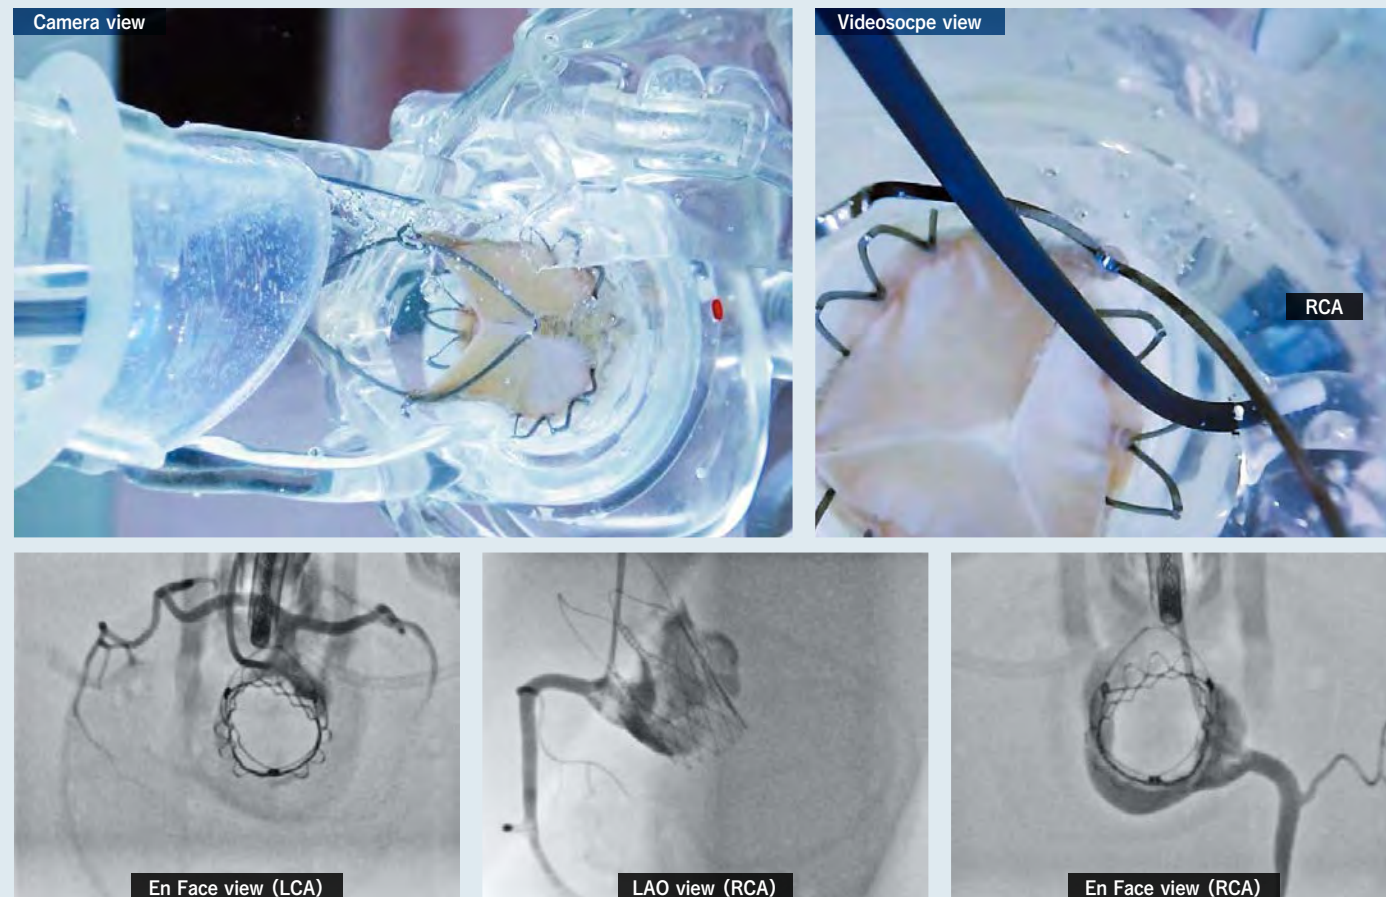 Camera view
Videosocpe view
RCA
En Face view (LCA)
LAO view (RCA)
En Face view (RCA)